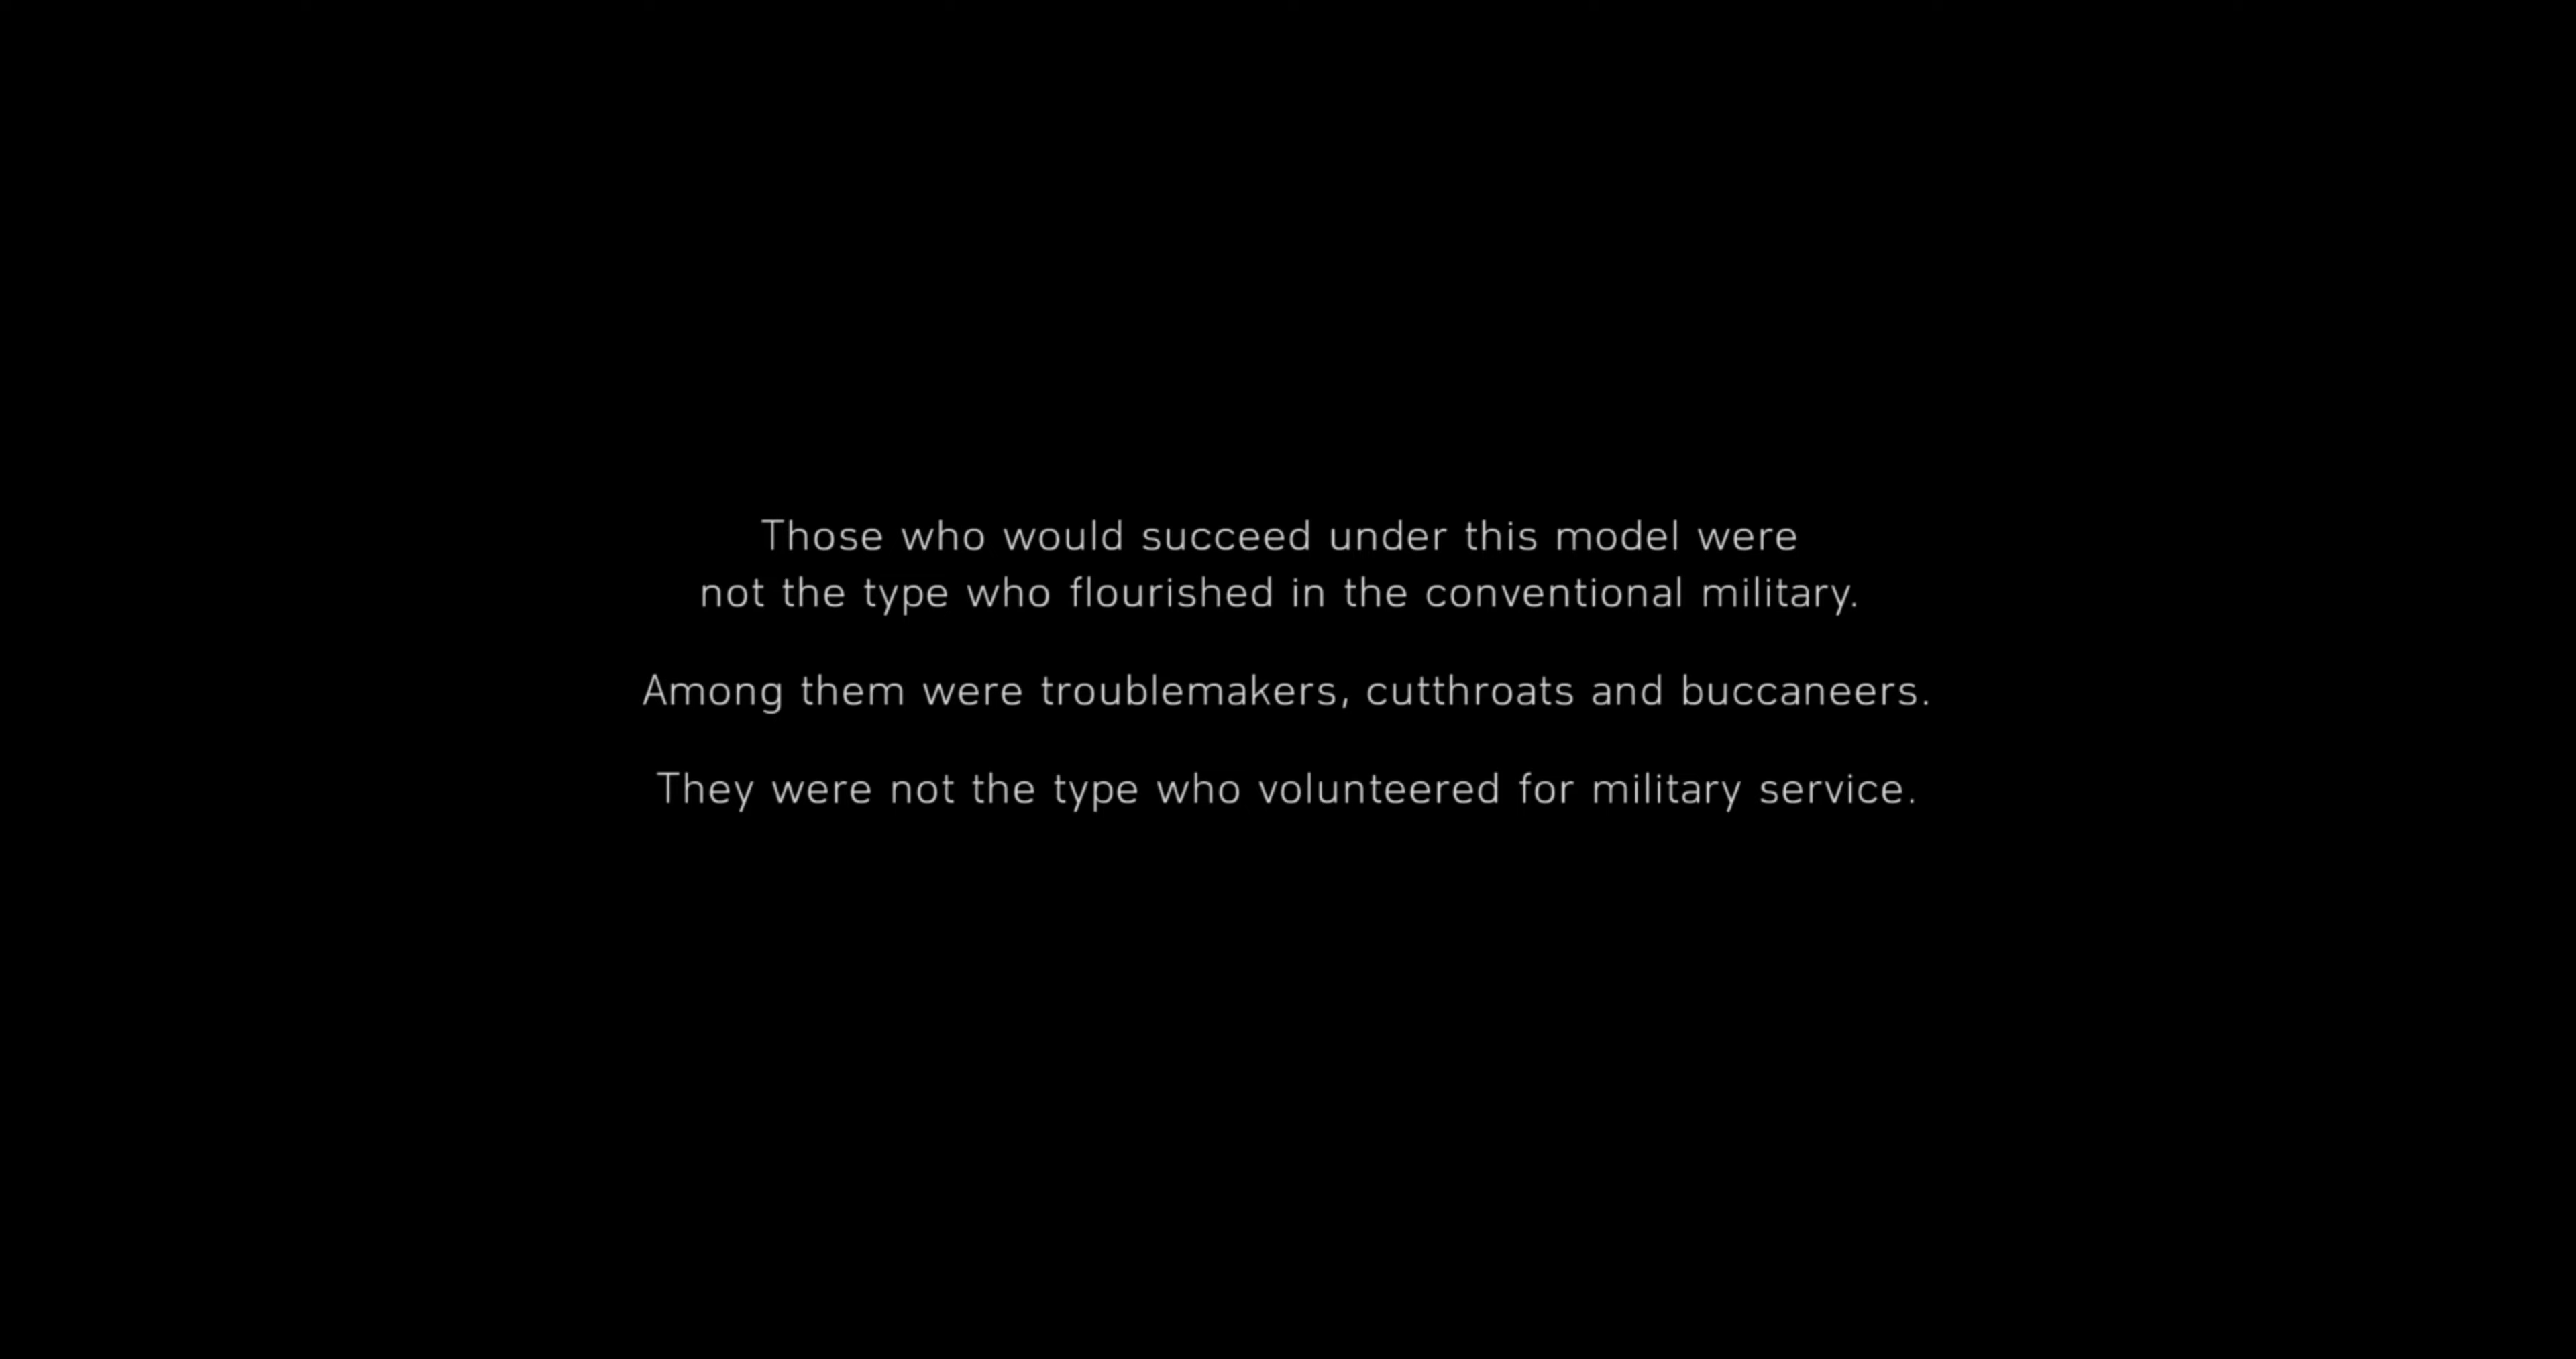 Those who would succeed under this model were
not the type who flourished in the conventional military.
Among them were troublemakers, cutthroats and buccaneers.
They were not the type who volunteered for military service.